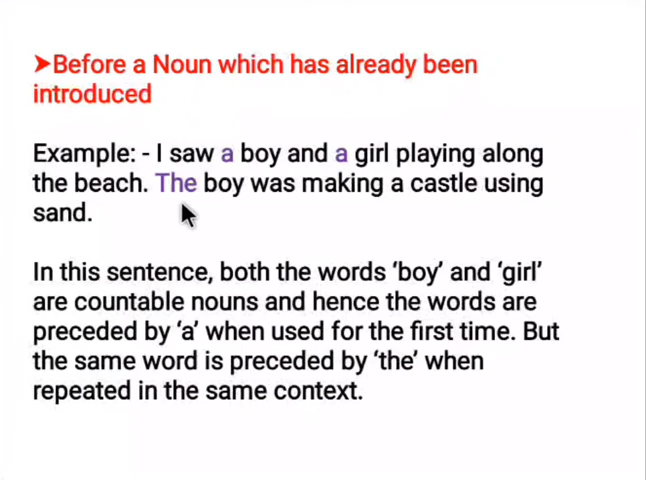 ➤Before a Noun which has already been
introduced
Example: - I saw a boy and a girl playing along
the beach. The boy was making a castle using
sand.
In this sentence, both the words ‘boy’ and ‘girl’
are countable nouns and hence the words are
preceded by ‘a’ when used for the first time. But
the same word is preceded by ‘the’ when
repeated in the same context.